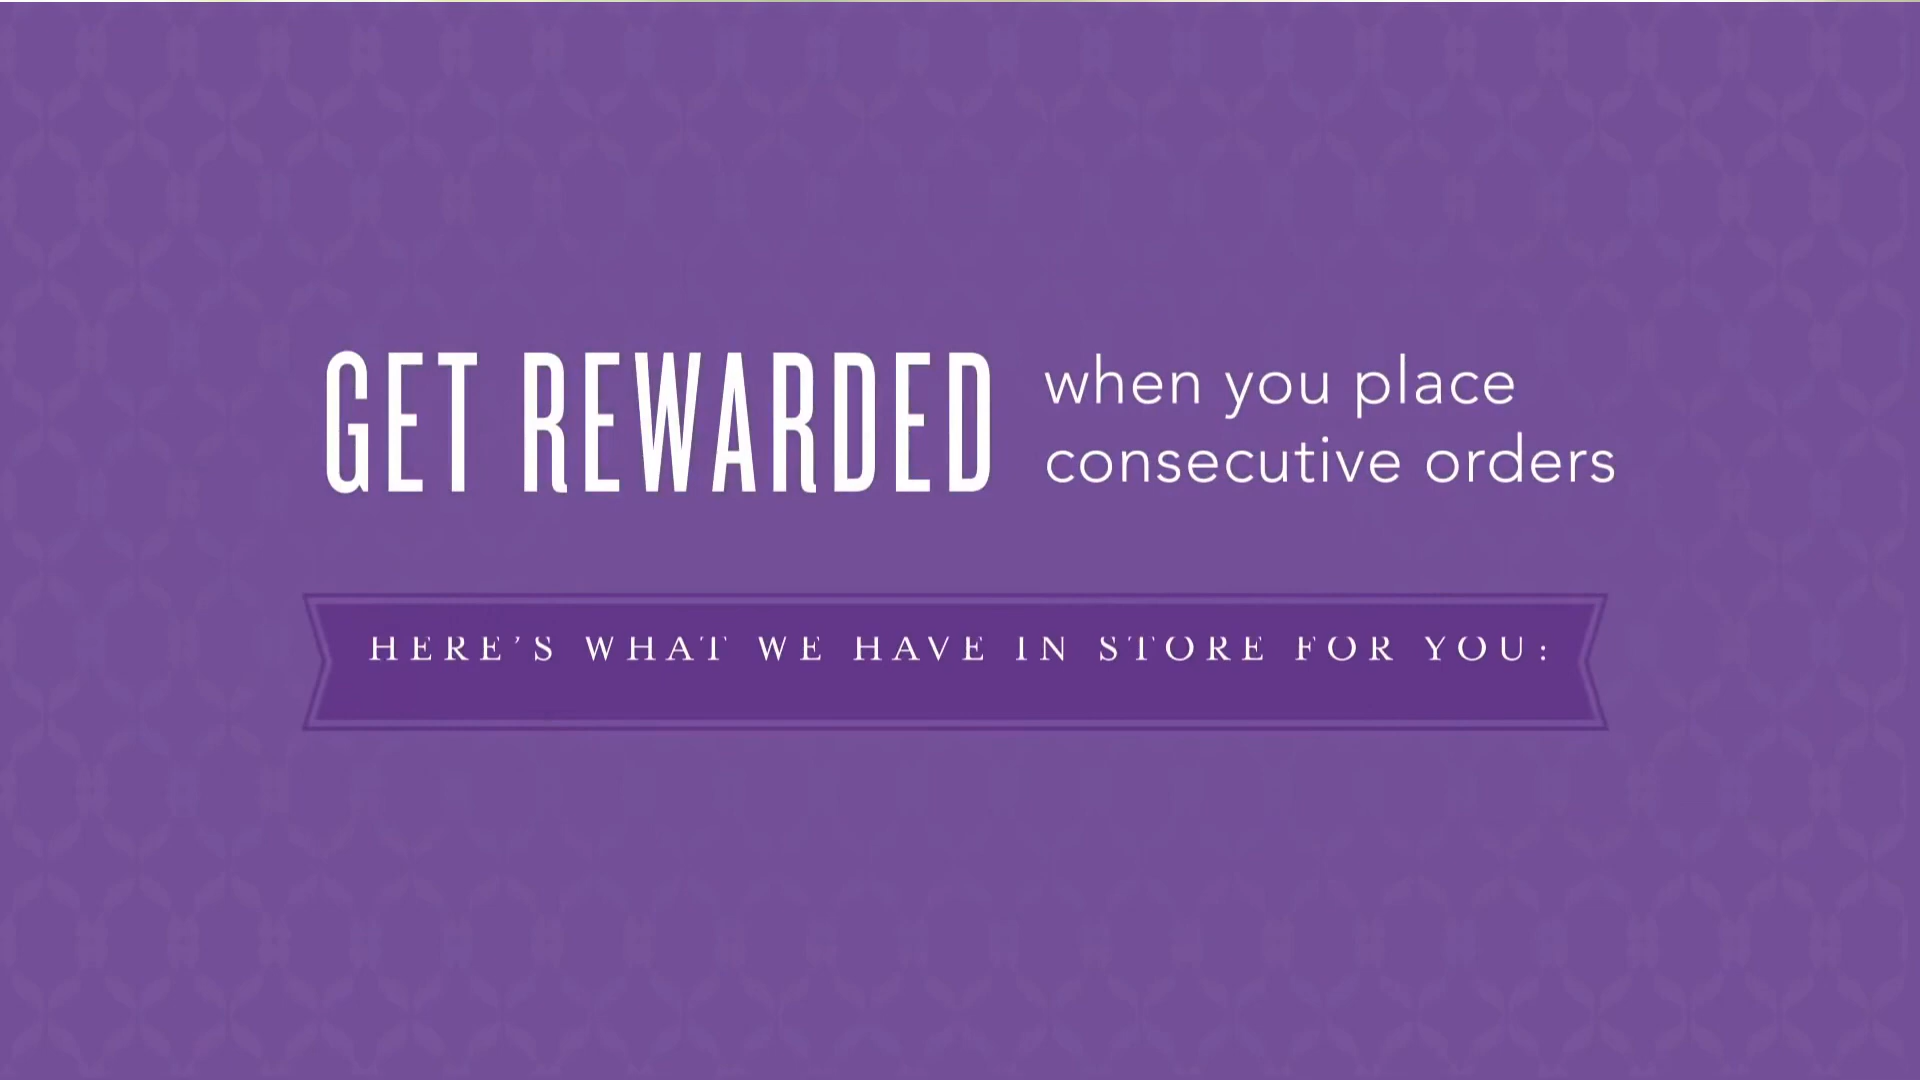 GET REWARDED
when you place
consecutive orders
HERE'S WHAT WE HAVE IN STORE FOR YOU: